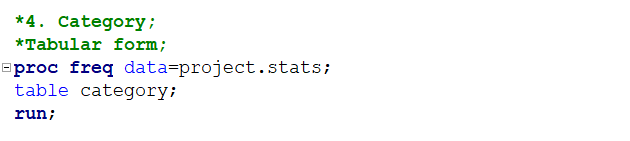 *4. Category;
*Tabular form;
proc freq data=project.stats;
table category;
run;